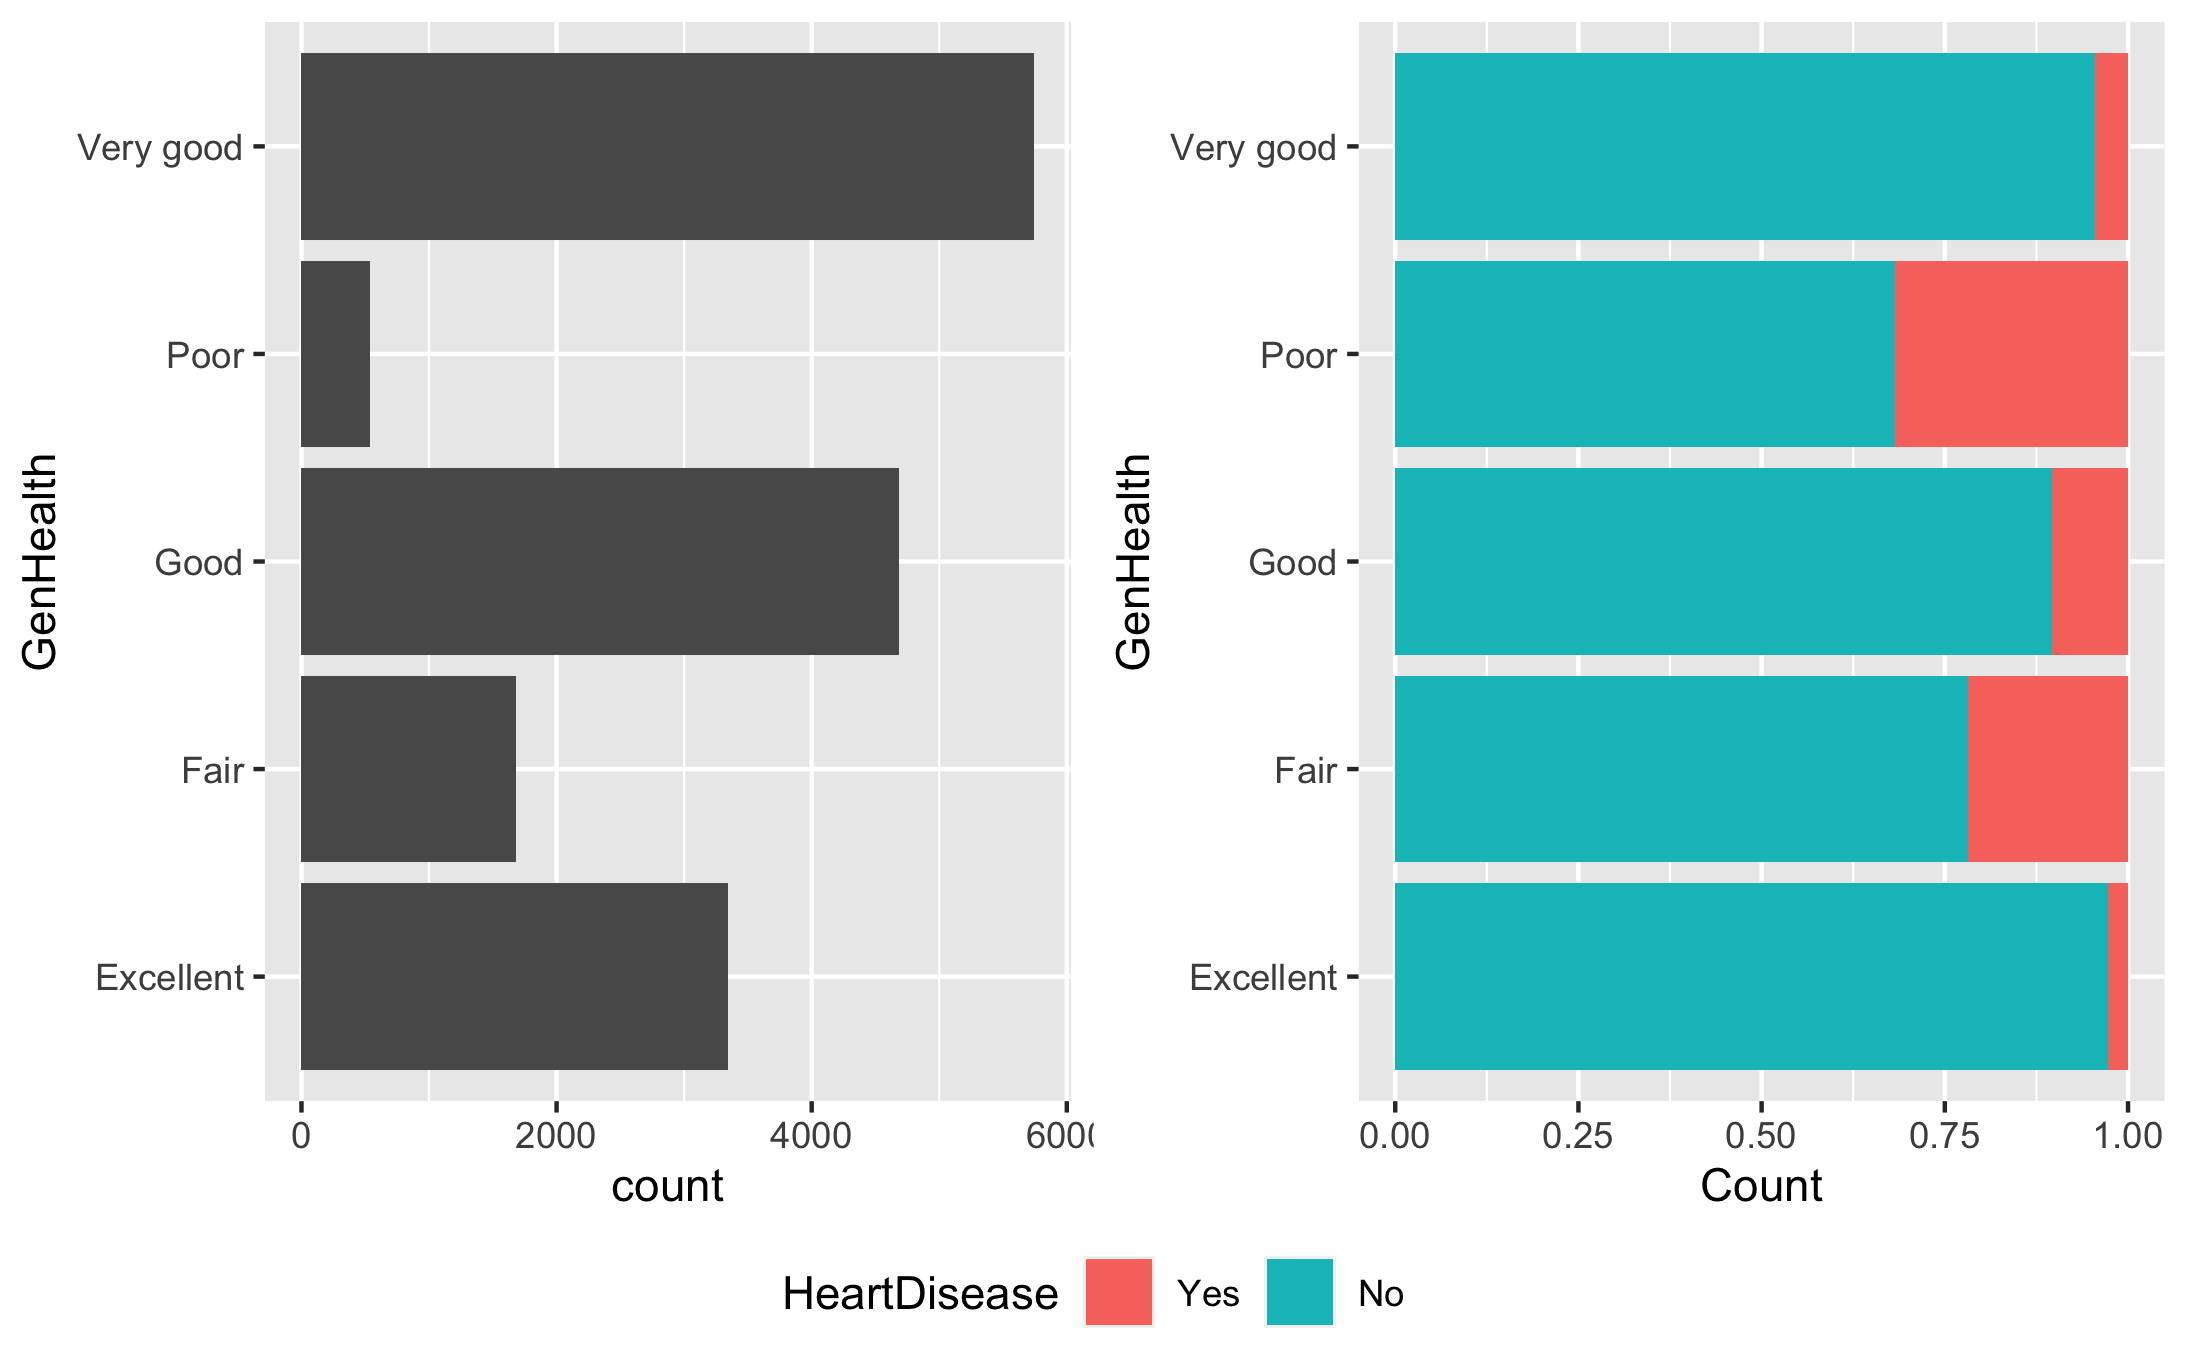 GenHealth
Very good
Poor
Good
Fair
Excellent
0 2000 4000 600
count
GenHealth
Very good
Poor
Good
Fair
Excellent
0.00 0.25 0.50 0.75 1.00
Count
HeartDisease Yes No